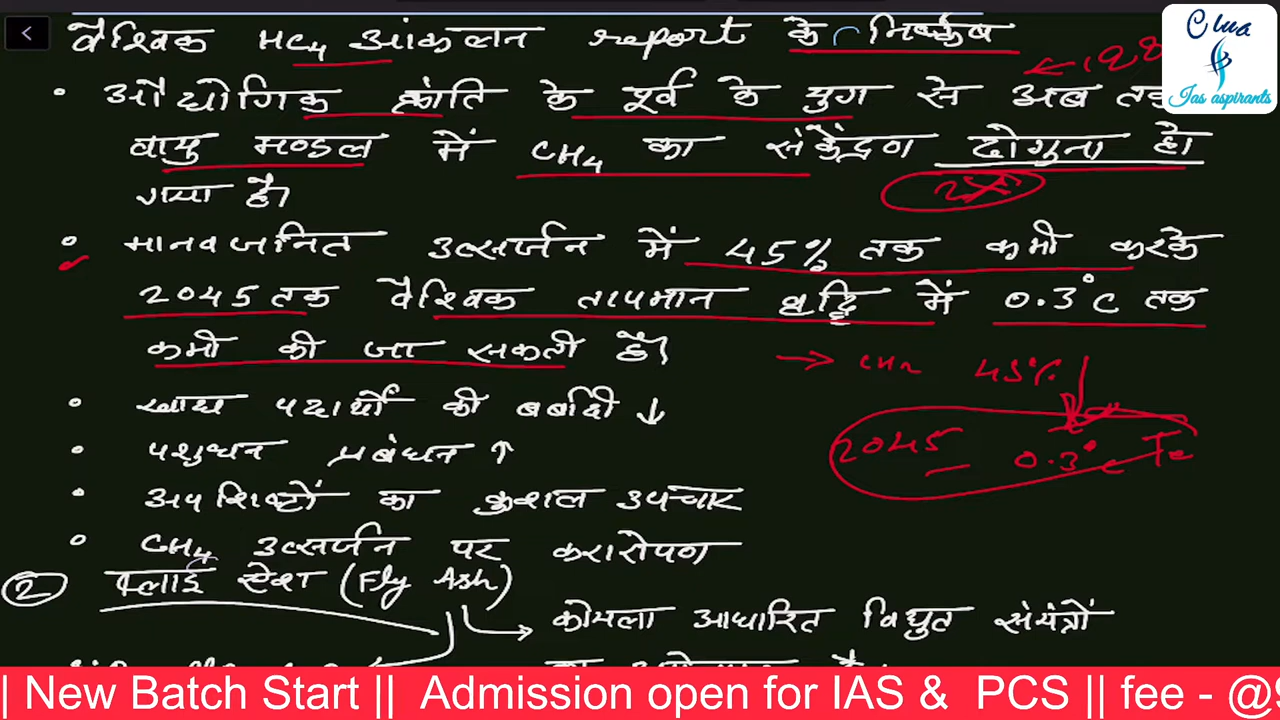 वैश्विक HC4 आंकलन report के निष्कर्ष
Clua
Ias aspirants
• औद्योगिक क्रांति के पूर्व के युग से अब तक
वायु मण्डल में CH4 का संकेंद्रण दोगुना हो
गया है।
• मानवजनित उत्सर्जन में 45% तक कमी करके
2045 तक वैश्विक तापमान वृद्धि में 0.3°C तक
कमी की जा सकती है।
→ 45% ↓
• खाद्य पदार्थों की बर्बादी ↓
2045 0.3°C
• पशुधन प्रबंधन ↑
• अपशिष्टों का कुशल उपचार
• CH4 उत्सर्जन पर करारोपण
② फ्लाई ऐश (Fly Ash)
कोयला आधारित विद्युत संयंत्रों
| New Batch Start || Admission open for IAS & PCS || fee - @